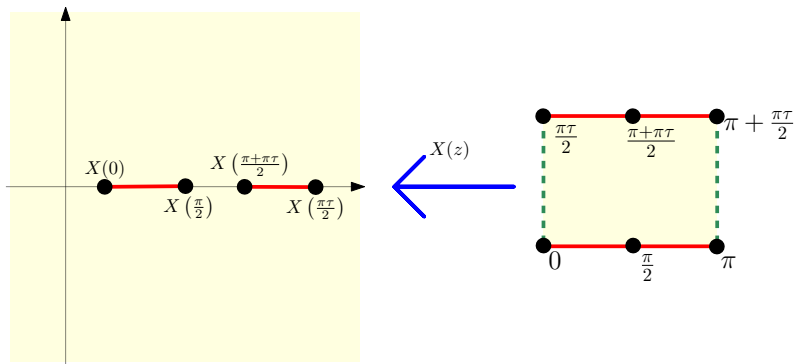 X(0)
X(π/2)
X((π+πτ)/2)
X(πτ/2)
X(z)
πτ/2
(π+πτ)/2
π + πτ/2
0
π/2
π